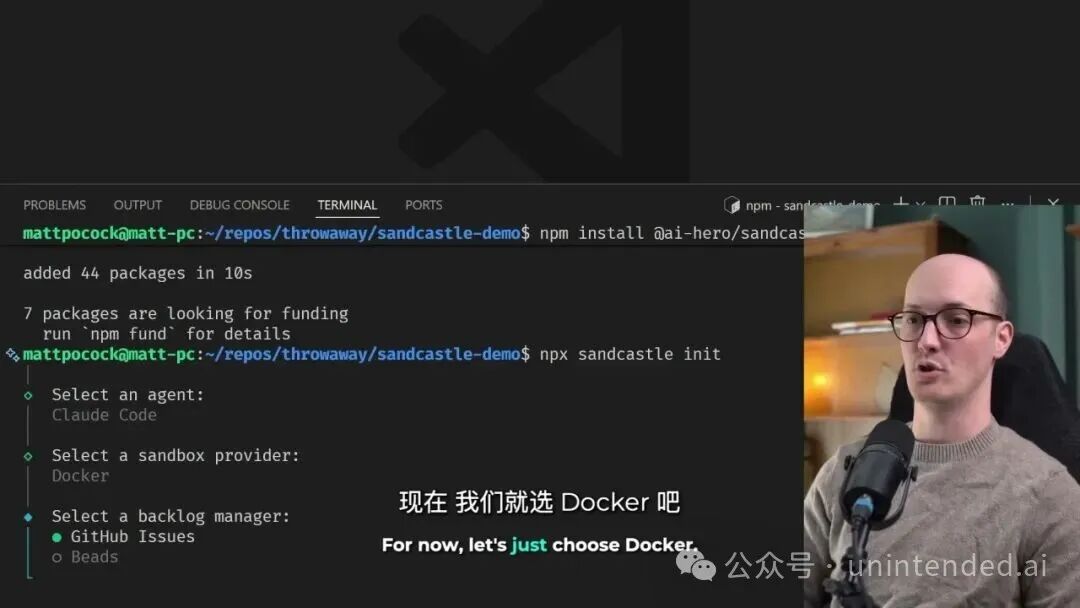 PROBLEMS OUTPUT DEBUG CONSOLE TERMINAL PORTS
npm - sandcastle-demo
mattpocock@matt-pc:~/repos/throwaway/sandcastle-demo$ npm install @ai-hero/sandcas
added 44 packages in 10s
7 packages are looking for funding
run `npm fund` for details
mattpocock@matt-pc:~/repos/throwaway/sandcastle-demo$ npx sandcastle init
Select an agent:
Claude Code
Select a sandbox provider:
Docker
Select a backlog manager:
GitHub Issues
Beads
现在 我们就选 Docker 吧
For now, let's just choose Docker.
公众号 · unintended.ai